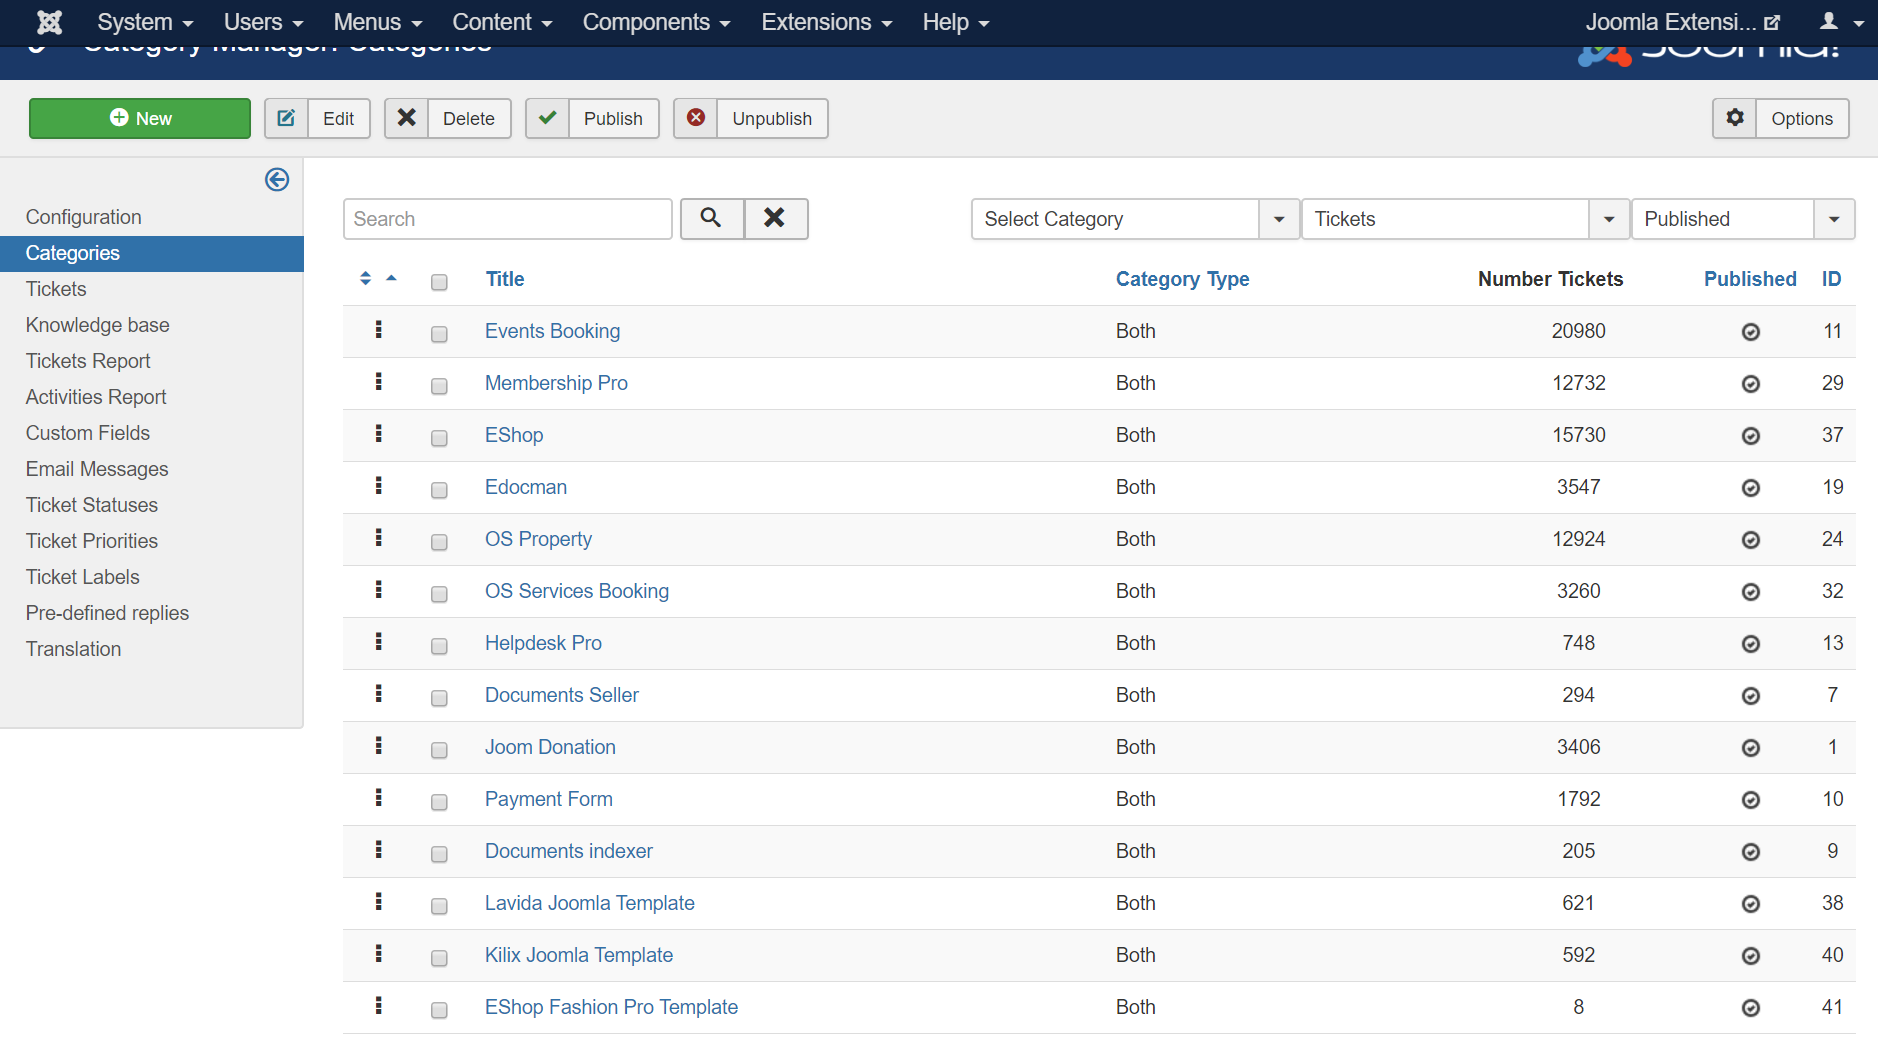 System Users Menus Content Components Extensions Help Joomla Extensi...
Category Manager: Categories Joomla!
New Edit Delete Publish Unpublish Options
Configuration
Categories
Tickets
Knowledge base
Tickets Report
Activities Report
Custom Fields
Email Messages
Ticket Statuses
Ticket Priorities
Ticket Labels
Pre-defined replies
Translation
Search Select Category Tickets Published
Title Category Type Number Tickets Published ID
Events Booking Both 20980 11
Membership Pro Both 12732 29
EShop Both 15730 37
Edocman Both 3547 19
OS Property Both 12924 24
OS Services Booking Both 3260 32
Helpdesk Pro Both 748 13
Documents Seller Both 294 7
Joom Donation Both 3406 1
Payment Form Both 1792 10
Documents indexer Both 205 9
Lavida Joomla Template Both 621 38
Kilix Joomla Template Both 592 40
EShop Fashion Pro Template Both 8 41